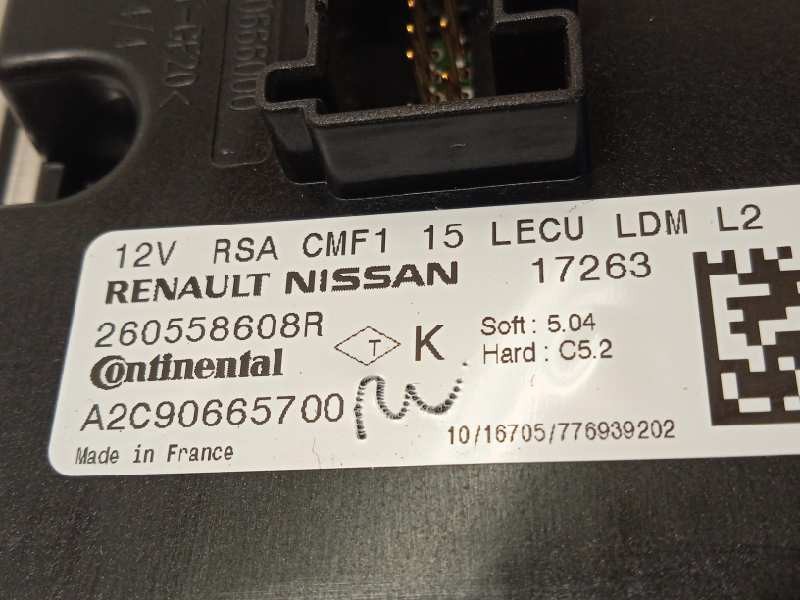 12V RSA CMF1 15 LECU LDM L2
RENAULT NISSAN 17263
260558608R
T
K
Soft : 5.04
Hard : C5.2
Continental
A2C90665700
10/16705/776939202
Made in France